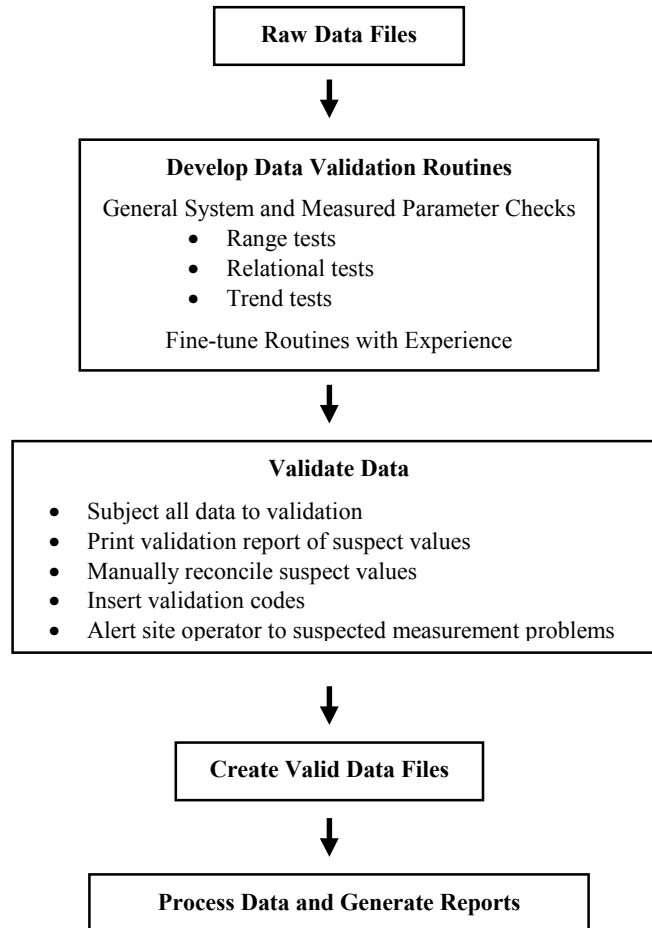 Raw Data Files
Develop Data Validation Routines
General System and Measured Parameter Checks
• Range tests
• Relational tests
• Trend tests
Fine-tune Routines with Experience
Validate Data
• Subject all data to validation
• Print validation report of suspect values
• Manually reconcile suspect values
• Insert validation codes
• Alert site operator to suspected measurement problems
Create Valid Data Files
Process Data and Generate Reports